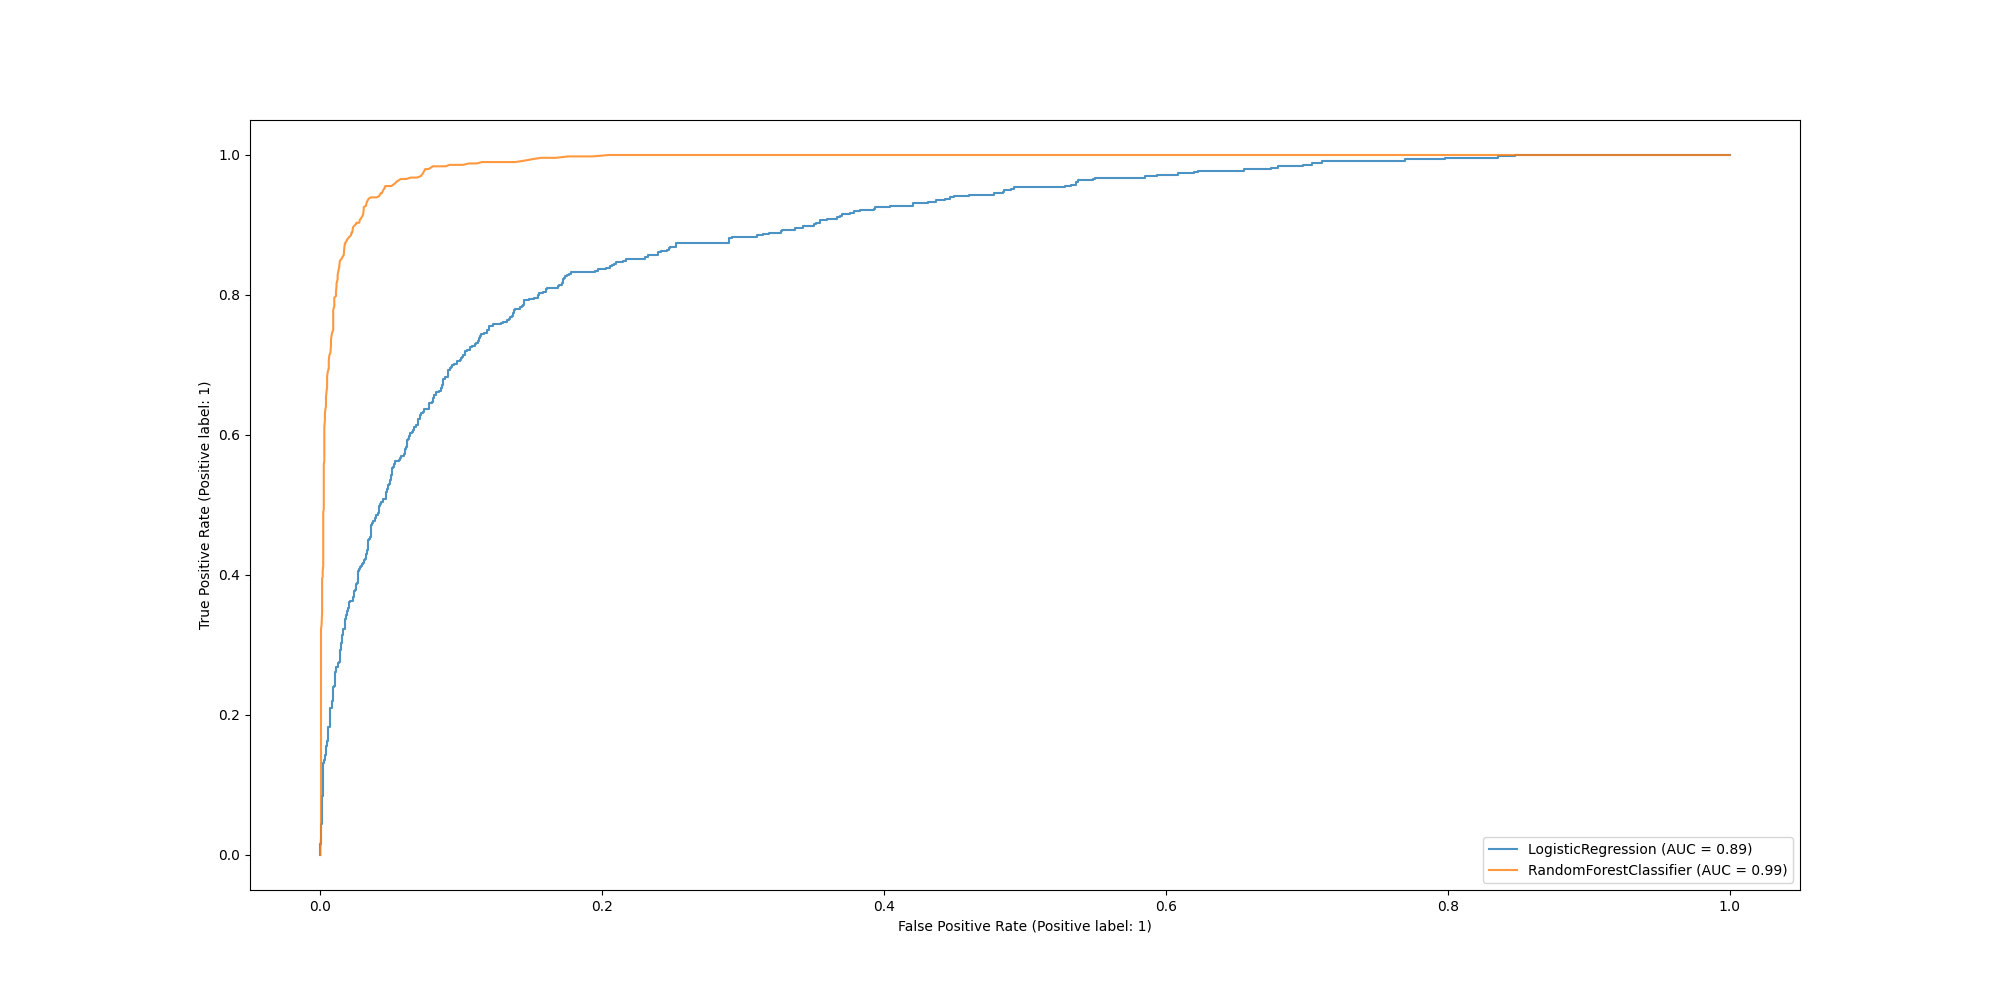 1.0
0.8
0.6
0.4
0.2
0.0
True Positive Rate (Positive label: 1)
0.0 0.2 0.4 0.6 0.8 1.0
False Positive Rate (Positive label: 1)
LogisticRegression (AUC = 0.89)
RandomForestClassifier (AUC = 0.99)